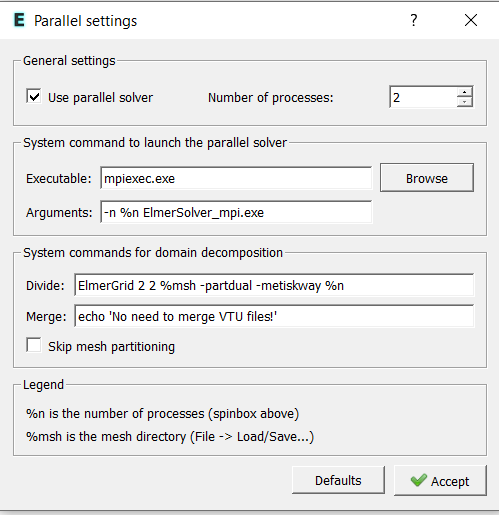 E Parallel settings ?
General settings
Use parallel solver Number of processes: 2
System command to launch the parallel solver
Executable: mpiexec.exe Browse
Arguments: -n %n ElmerSolver_mpi.exe
System commands for domain decomposition
Divide: ElmerGrid 2 2 %msh -partdual -metiskway %n
Merge: echo 'No need to merge VTU files!'
Skip mesh partitioning
Legend
%n is the number of processes (spinbox above)
%msh is the mesh directory (File -> Load/Save...)
Defaults Accept